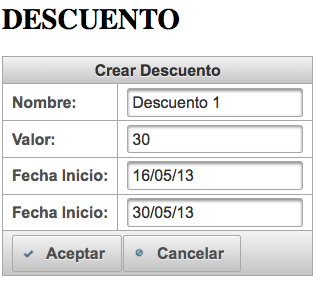 DESCUENTO
Crear Descuento
Nombre: Descuento 1
Valor: 30
Fecha Inicio: 16/05/13
Fecha Inicio: 30/05/13
Aceptar Cancelar